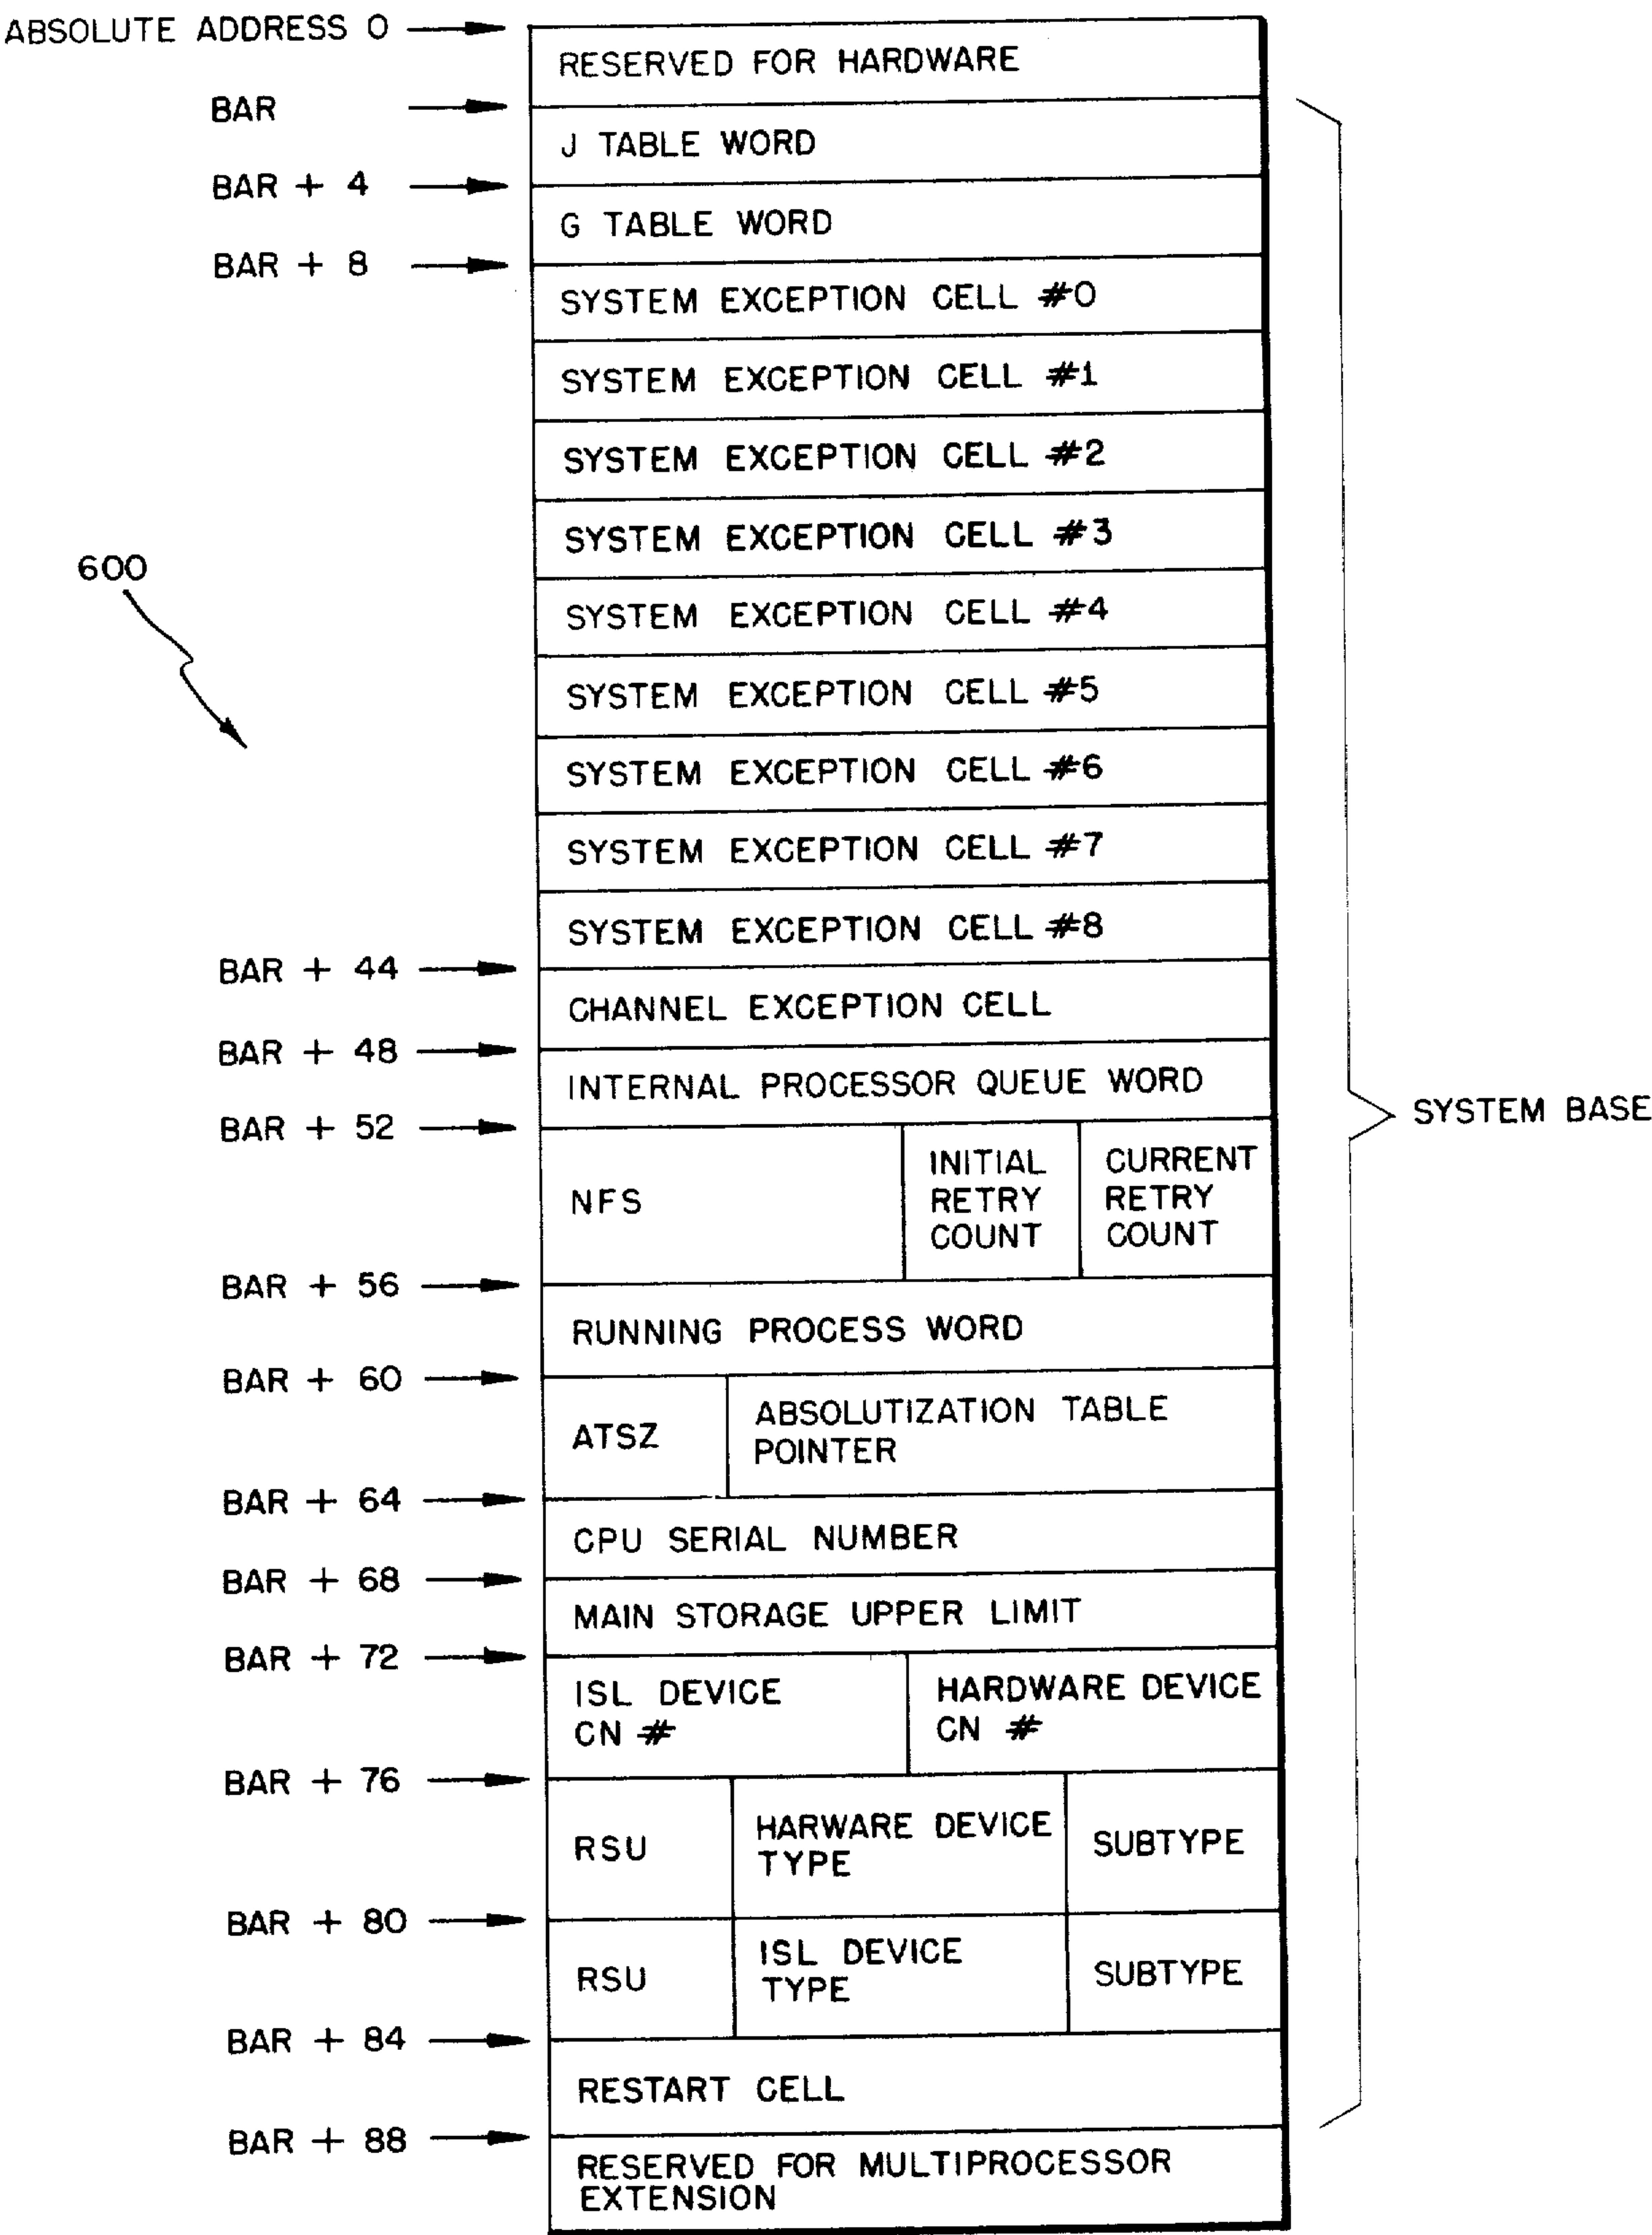 ABSOLUTE ADDRESS 0
RESERVED FOR HARDWARE
BAR
J TABLE WORD
BAR + 4
G TABLE WORD
BAR + 8
SYSTEM EXCEPTION CELL #0
SYSTEM EXCEPTION CELL #1
SYSTEM EXCEPTION CELL #2
SYSTEM EXCEPTION CELL #3
600
SYSTEM EXCEPTION CELL #4
SYSTEM EXCEPTION CELL #5
SYSTEM EXCEPTION CELL #6
SYSTEM EXCEPTION CELL #7
SYSTEM EXCEPTION CELL #8
BAR + 44
CHANNEL EXCEPTION CELL
BAR + 48
INTERNAL PROCESSOR QUEUE WORD
SYSTEM BASE
BAR + 52
NFS
INITIAL
RETRY
COUNT
CURRENT
RETRY
COUNT
BAR + 56
RUNNING PROCESS WORD
BAR + 60
ATSZ
ABSOLUTIZATION TABLE
POINTER
BAR + 64
CPU SERIAL NUMBER
BAR + 68
MAIN STORAGE UPPER LIMIT
BAR + 72
ISL DEVICE
CN #
HARDWARE DEVICE
CN #
BAR + 76
RSU
HARWARE DEVICE
TYPE
SUBTYPE
BAR + 80
RSU
ISL DEVICE
TYPE
SUBTYPE
BAR + 84
RESTART CELL
BAR + 88
RESERVED FOR MULTIPROCESSOR
EXTENSION